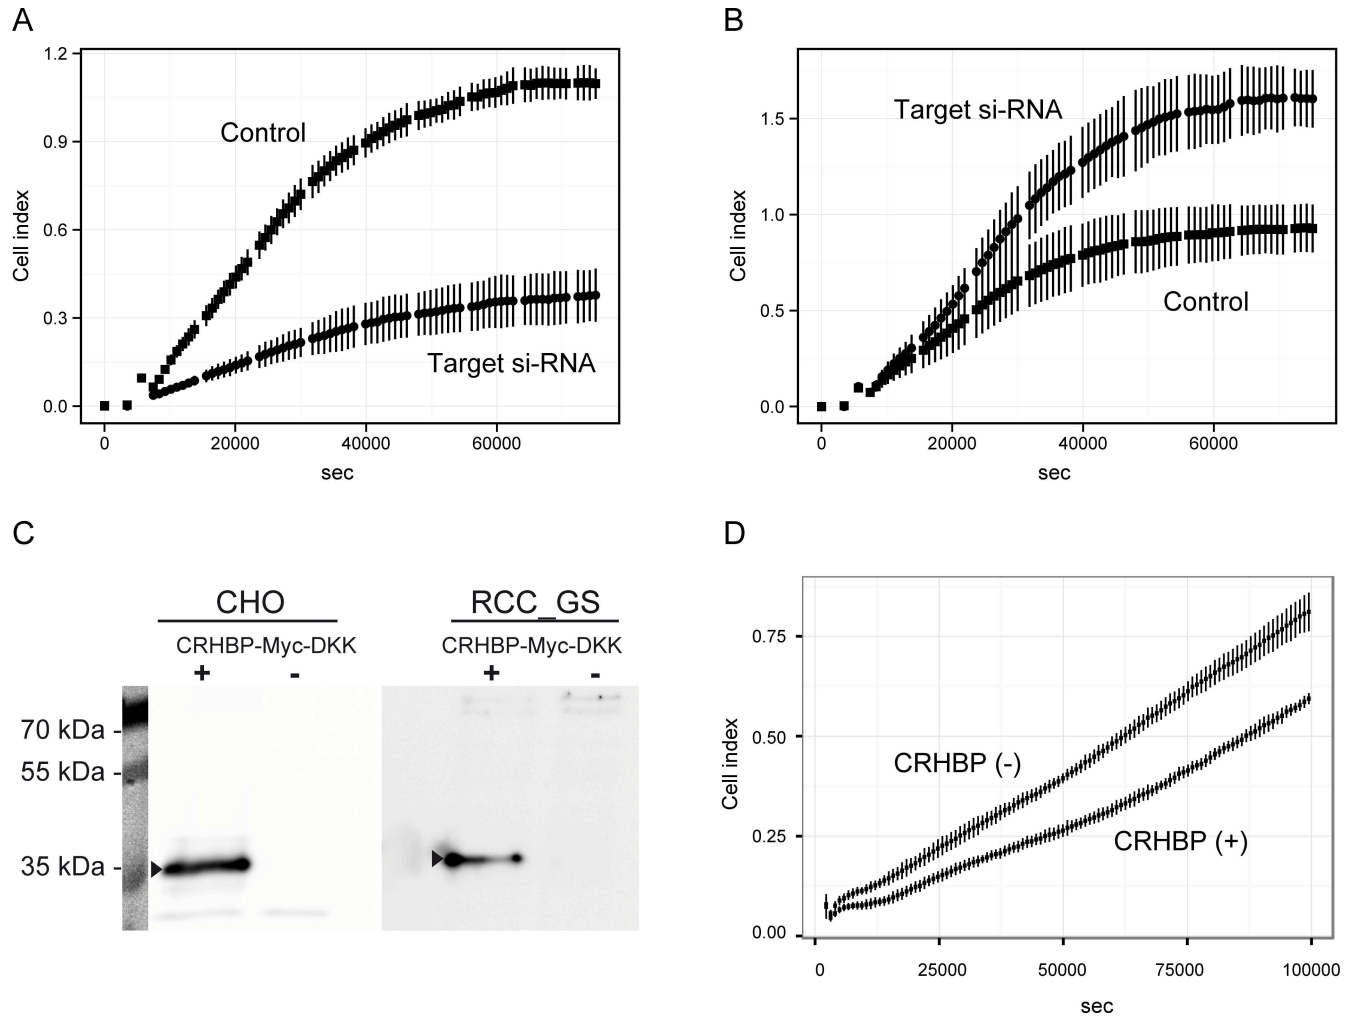 A
1.2
0.9
0.6
0.3
0.0
Cell index
Control
Target si-RNA
0 20000 40000 60000
sec
B
1.5
1.0
0.5
0.0
Cell index
Target si-RNA
Control
0 20000 40000 60000
sec
C
CHO RCC_GS
CRHBP-Myc-DKK CRHBP-Myc-DKK
+ - + -
70 kDa -
55 kDa -
35 kDa -
D
0.75
0.50
0.25
0.00
Cell index
CRHBP (-)
CRHBP (+)
0 25000 50000 75000 100000
sec